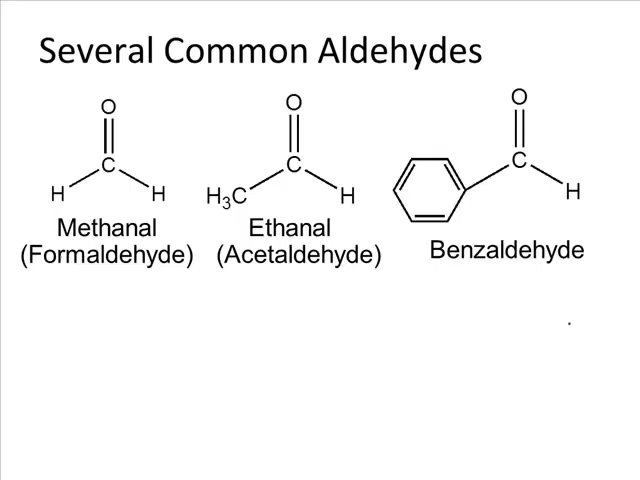 Several Common Aldehydes
O
C
H
H
Methanal
(Formaldehyde)
O
C
H₃C
H
Ethanal
(Acetaldehyde)
O
C
H
Benzaldehyde